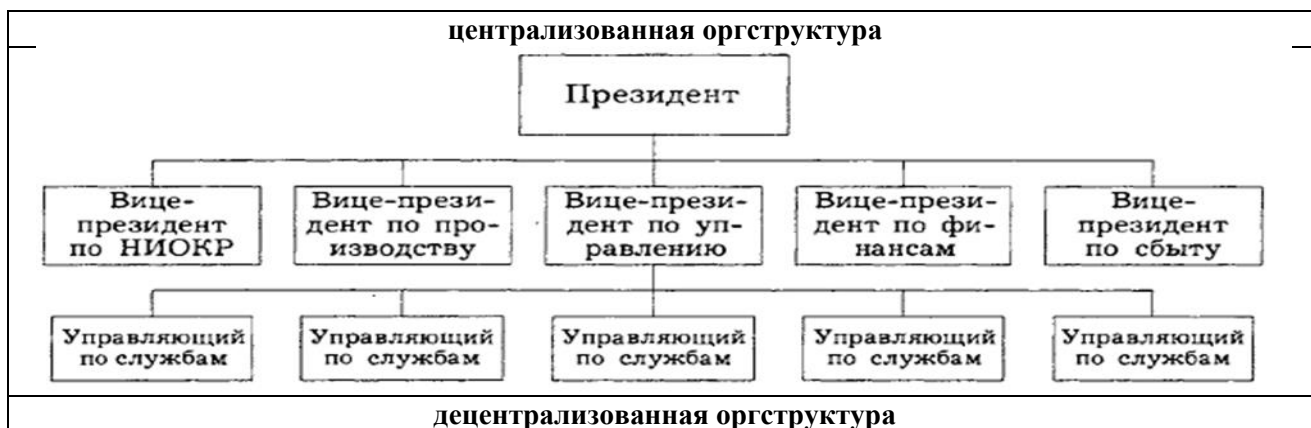 централизованная оргструктура
Президент
Вице-
президент
по НИОКР
Вице-прези-
дент по про-
изводству
Вице-прези-
дент по уп-
равлению
Вице-прези-
дент по фи-
нансам
Вице-
президент
по сбыту
Управляющий
по службам
Управляющий
по службам
Управляющий
по службам
Управляющий
по службам
Управляющий
по службам
децентрализованная оргструктура